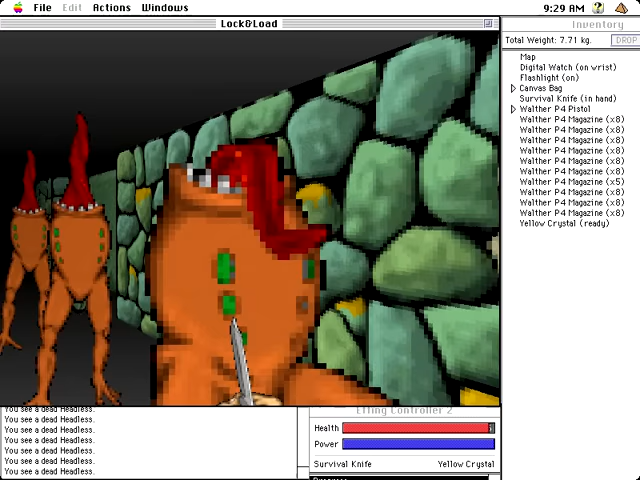 File Edit Actions Windows 9:29 AM
Lock&Load
Inventory
Total Weight: 7.71 kg. DROP
Map
Digital Watch (on wrist)
Flashlight (on)
Canvas Bag
Survival Knife (in hand)
Walther P4 Pistol
Walther P4 Magazine (x8)
Walther P4 Magazine (x8)
Walther P4 Magazine (x8)
Walther P4 Magazine (x8)
Walther P4 Magazine (x8)
Walther P4 Magazine (x8)
Walther P4 Magazine (x5)
Walther P4 Magazine (x8)
Walther P4 Magazine (x8)
Walther P4 Magazine (x8)
Yellow Crystal (ready)
You see a dead Headless.
You see a dead Headless.
You see a dead Headless.
You see a dead Headless.
You see a dead Headless.
You see a dead Headless.
You see a dead Headless.
Effing Controller 2
Health
Power
Survival Knife Yellow Crystal